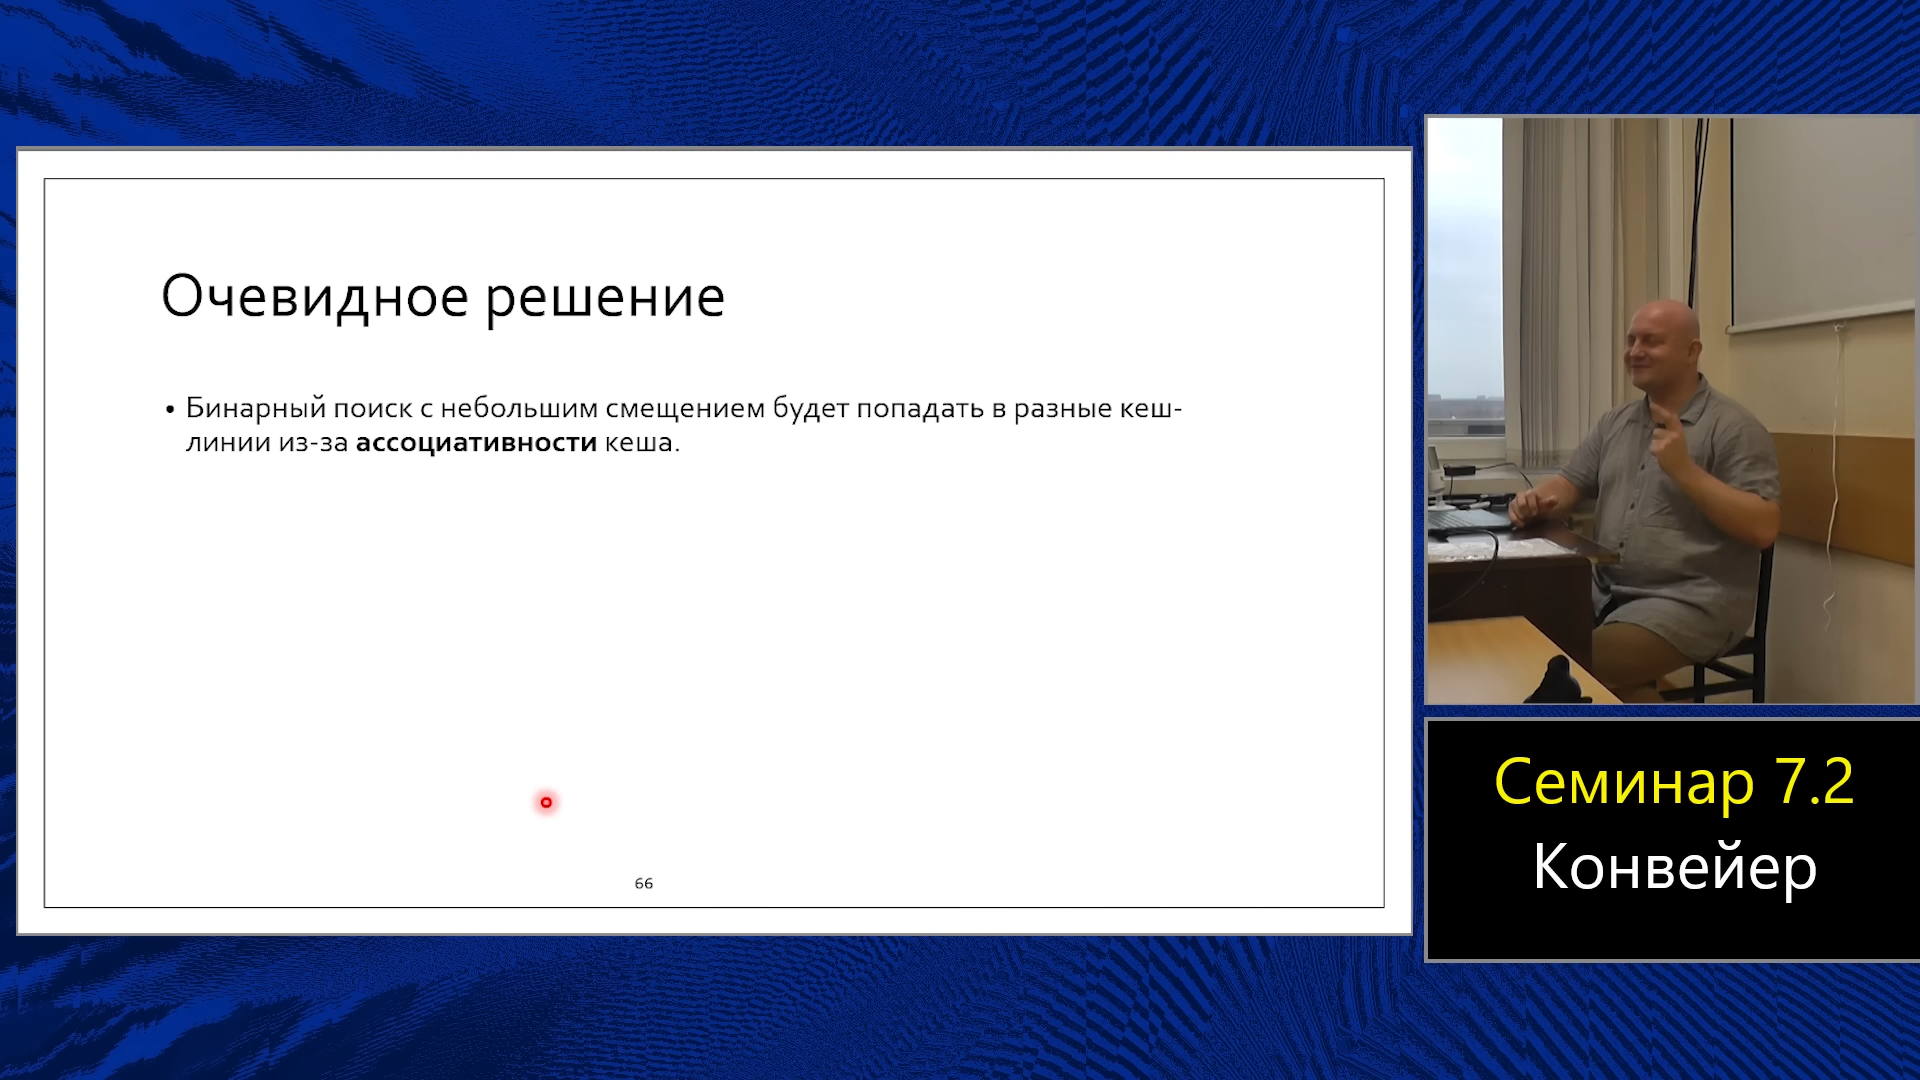 Очевидное решение
• Бинарный поиск с небольшим смещением будет попадать в разные кеш-
линии из-за ассоциативности кеша.
66
Семинар 7.2
Конвейер